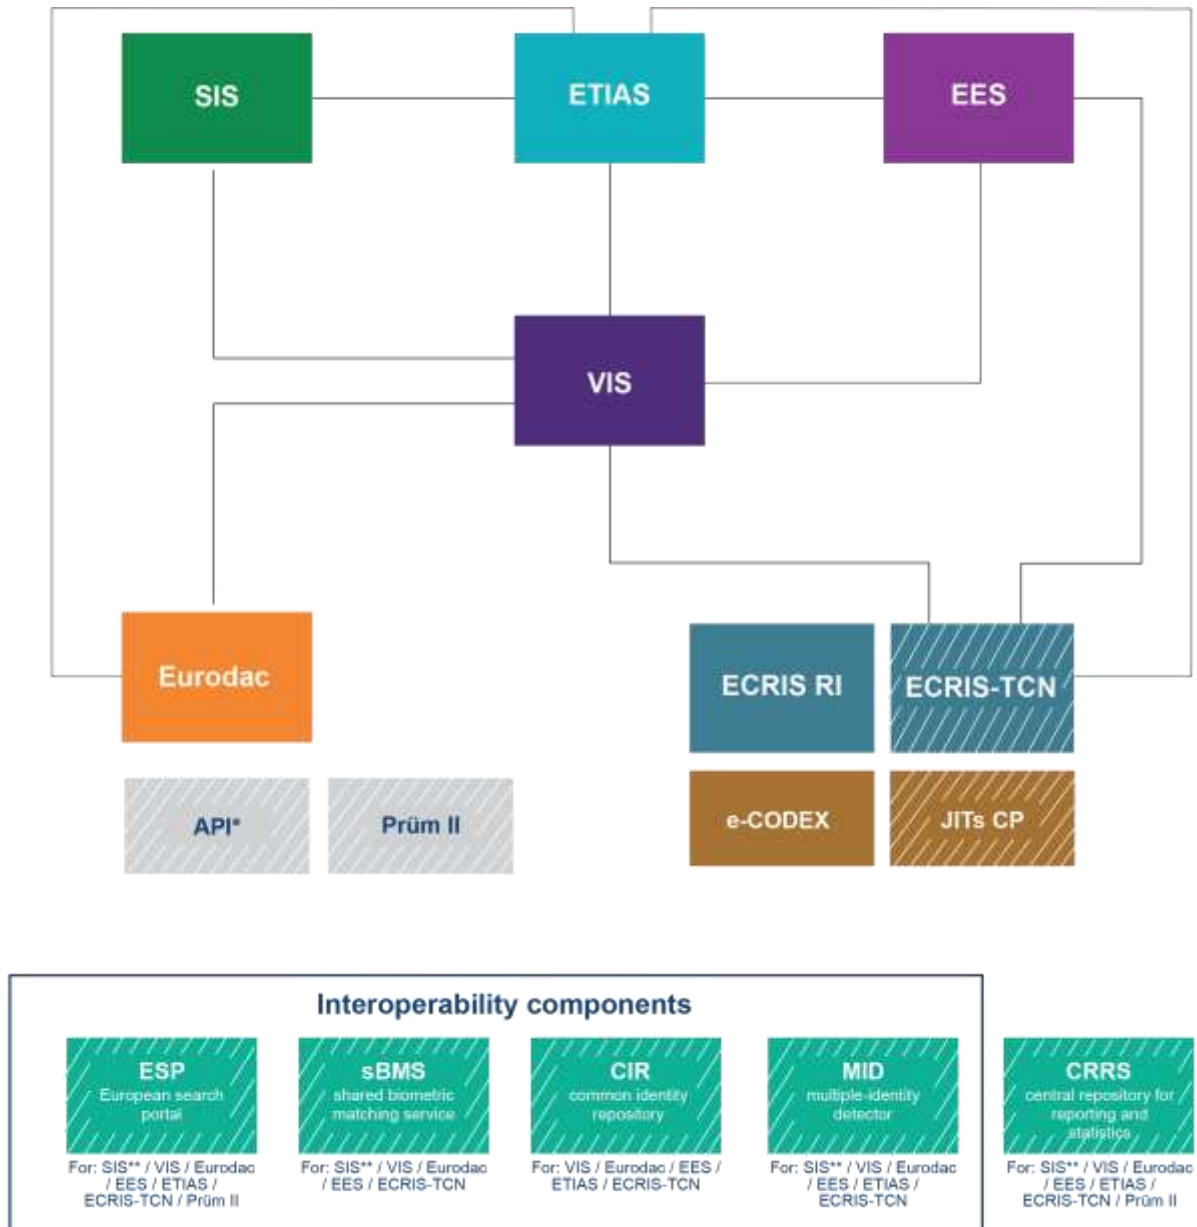 SIS
ETIAS
EES
VIS
Eurodac
ECRIS RI
ECRIS-TCN
API*
Prüm II
e-CODEX
JITs CP
Interoperability components
ESP
European search
portal
For: SIS** / VIS / Eurodac
/ EES / ETIAS /
ECRIS-TCN / Prüm II
sBMS
shared biometric
matching service
For: SIS** / VIS / Eurodac
/ EES / ECRIS-TCN
CIR
common identity
repository
For: VIS / Eurodac / EES /
ETIAS / ECRIS-TCN
MID
multiple-identity
detector
For: SIS** / VIS / Eurodac
/ EES / ETIAS /
ECRIS-TCN
CRRS
central repository for
reporting and
statistics
For: SIS** / VIS / Eurodac
/ EES / ETIAS /
ECRIS-TCN / Prüm II